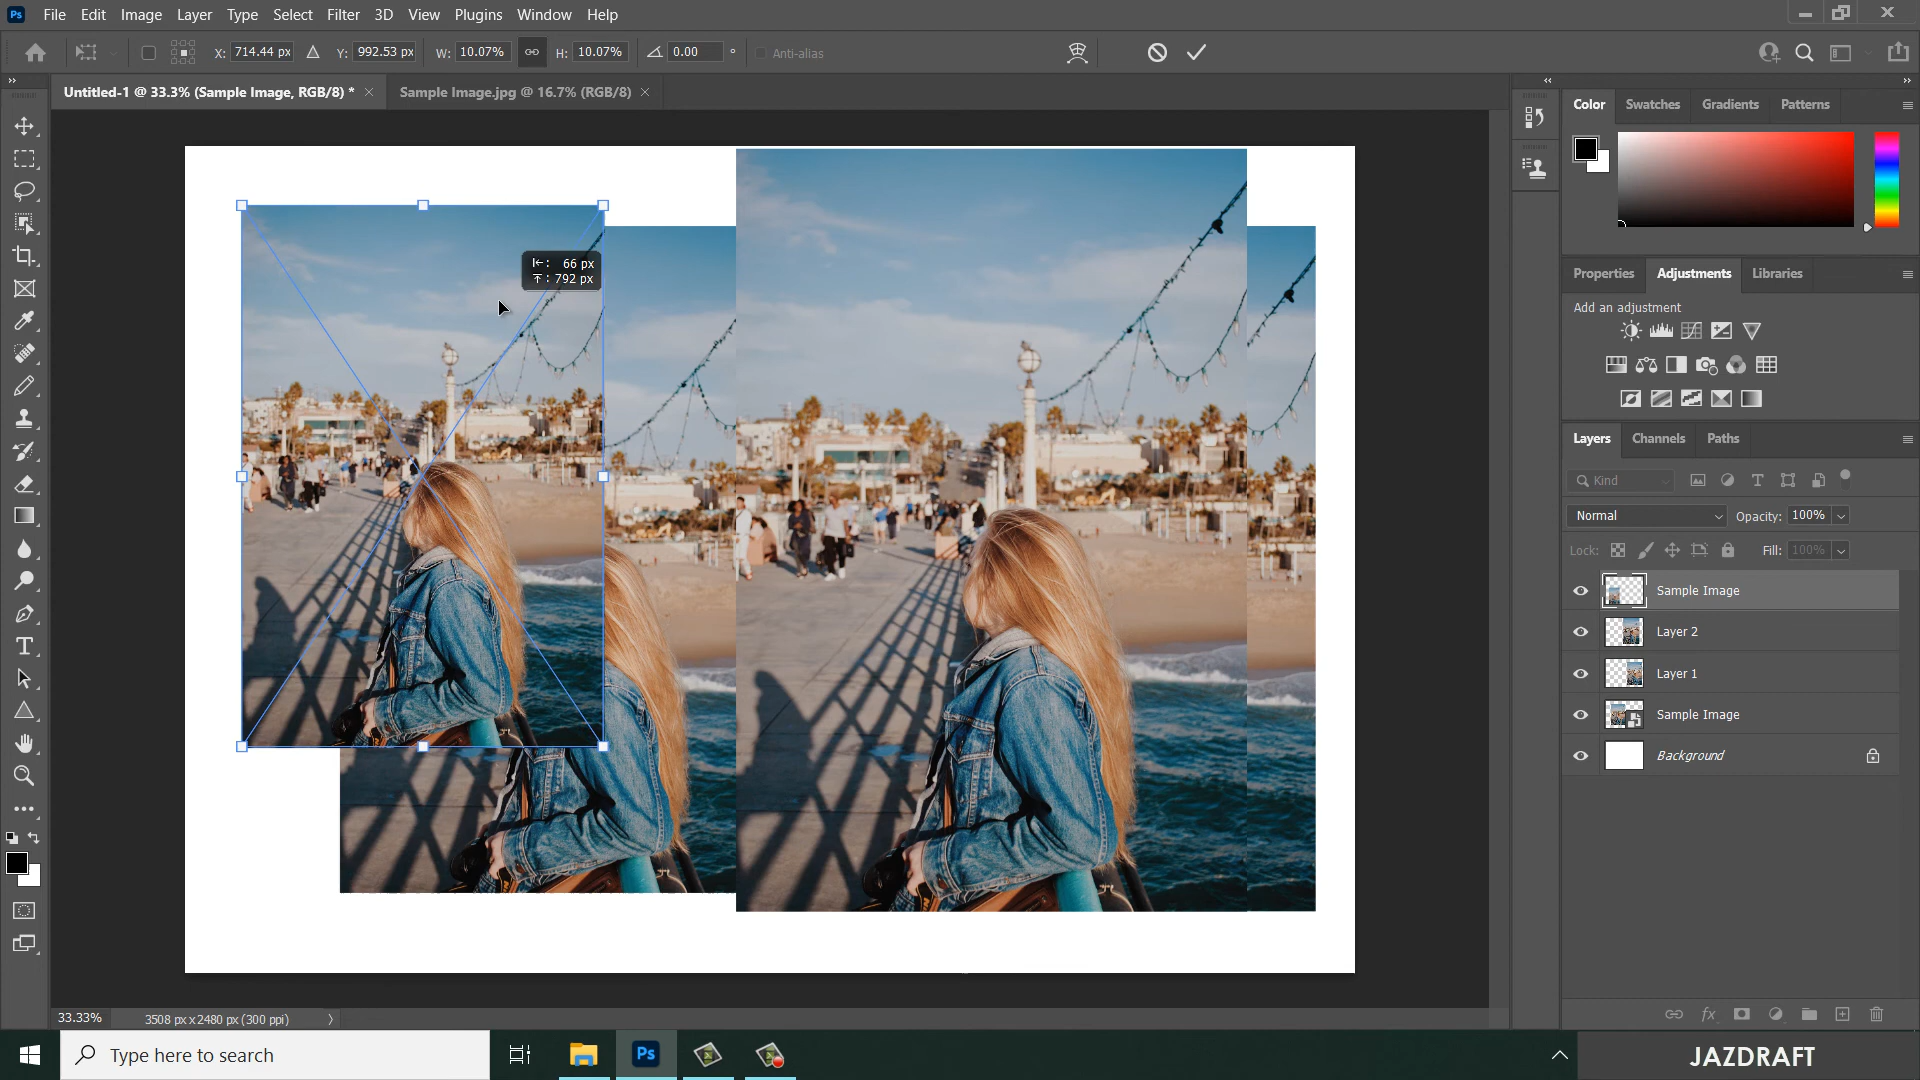 Ps File Edit Image Layer Type Select Filter 3D View Plugins Window Help
X: 714.44 px Y: 992.53 px W: 10.07% H: 10.07% 0.00 ° Anti-alias
Untitled-1 @ 33.3% (Sample Image, RGB/8) * Sample Image.jpg @ 16.7% (RGB/8)
Color Swatches Gradients Patterns
66 px
792 px
Properties Adjustments Libraries
Add an adjustment
Layers Channels Paths
Kind
Normal Opacity: 100%
Lock: Fill: 100%
Sample Image
Layer 2
Layer 1
Sample Image
Background
fx
33.33% 3508 px x 2480 px (300 ppi)
Type here to search Ps
JAZDRAFT